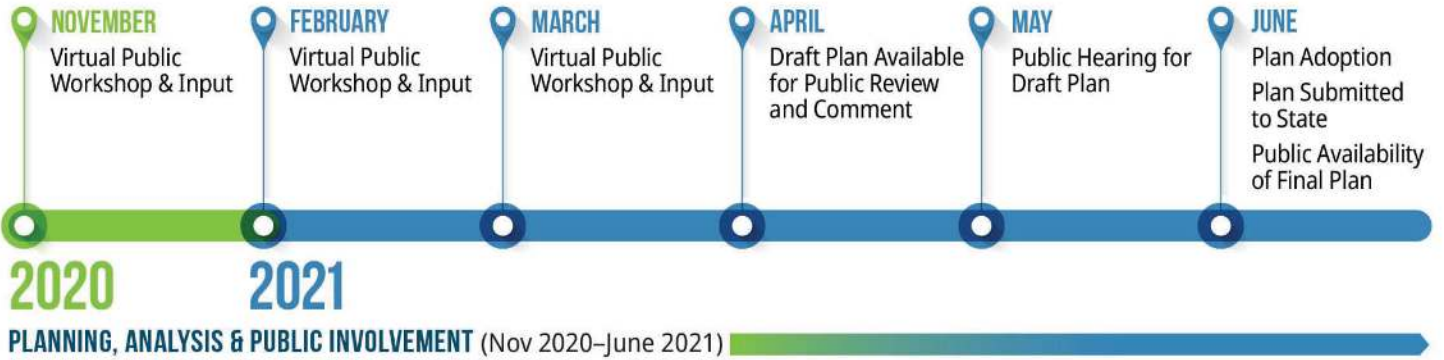 NOVEMBER
Virtual Public
Workshop & Input
FEBRUARY
Virtual Public
Workshop & Input
MARCH
Virtual Public
Workshop & Input
APRIL
Draft Plan Available
for Public Review
and Comment
MAY
Public Hearing for
Draft Plan
JUNE
Plan Adoption
Plan Submitted
to State
Public Availability
of Final Plan
2020
2021
PLANNING, ANALYSIS & PUBLIC INVOLVEMENT (Nov 2020–June 2021)